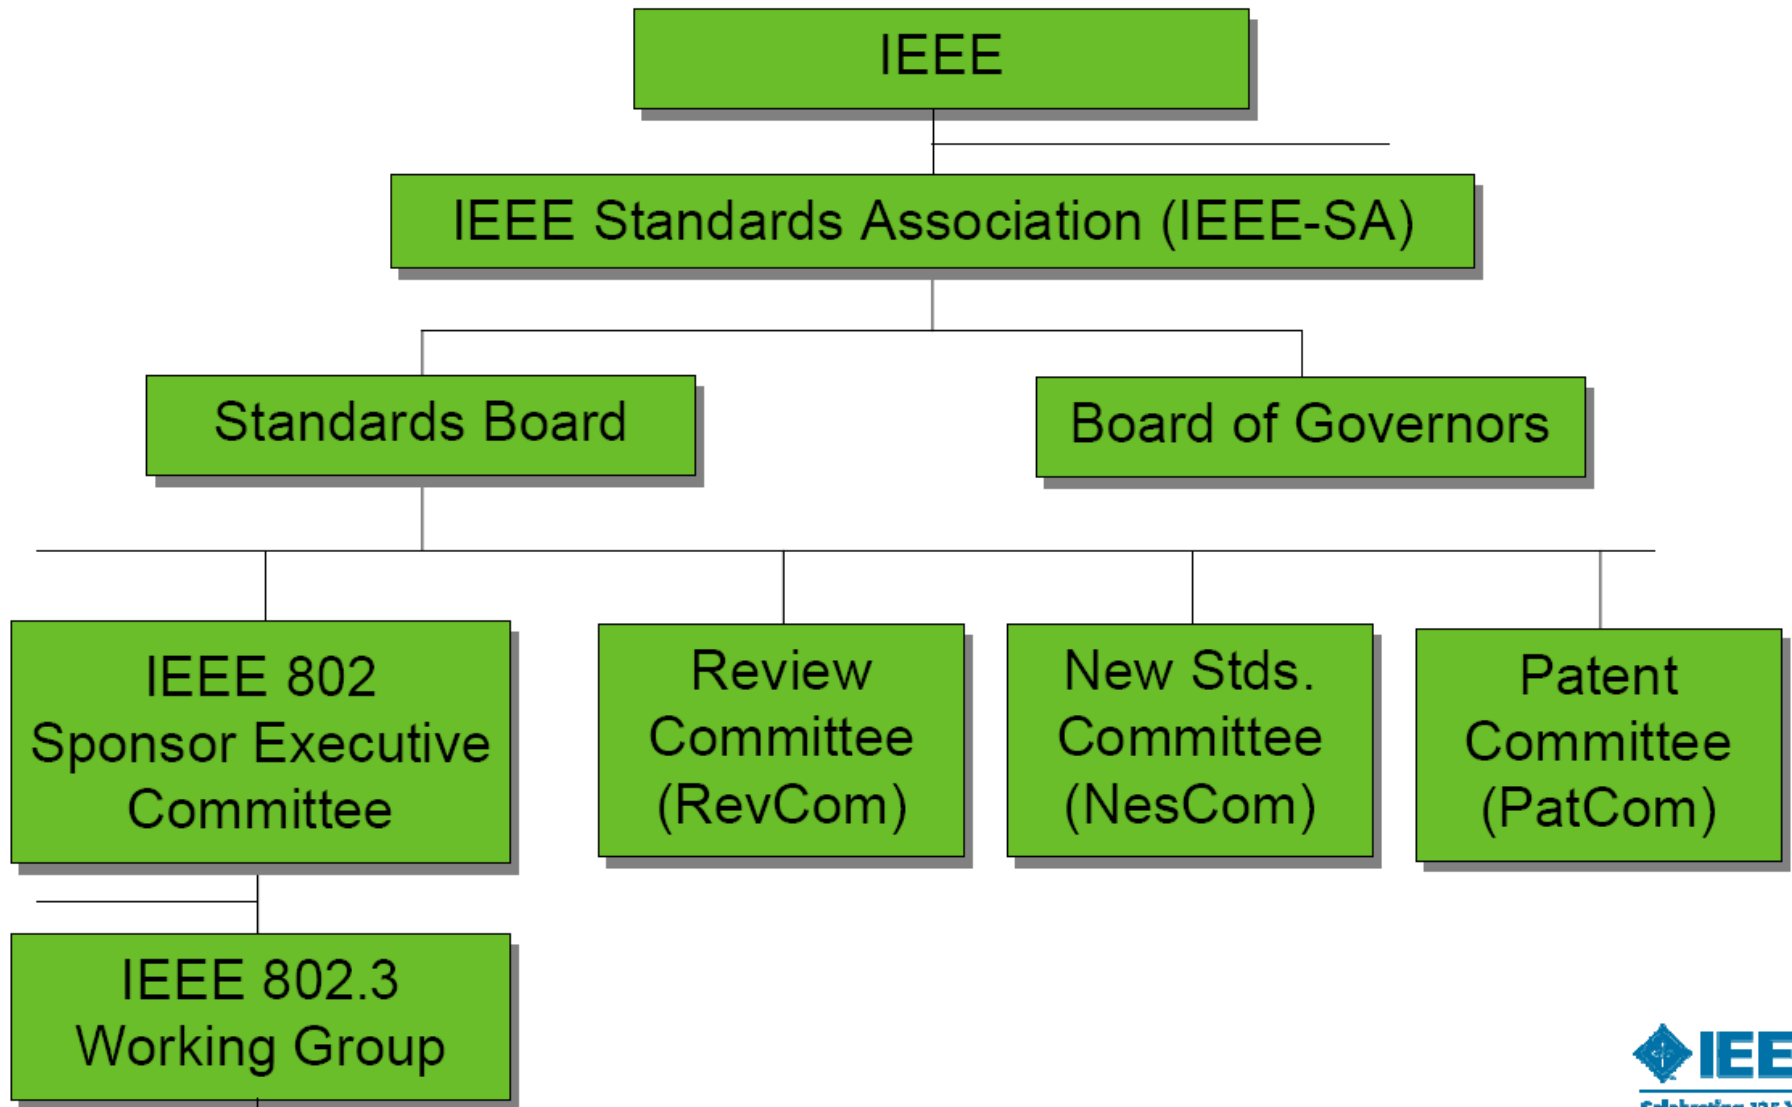 IEEE
IEEE Standards Association (IEEE-SA)
Standards Board
Board of Governors
IEEE 802
Sponsor Executive
Committee
Review
Committee
(RevCom)
New Stds.
Committee
(NesCom)
Patent
Committee
(PatCom)
IEEE 802.3
Working Group
IEE